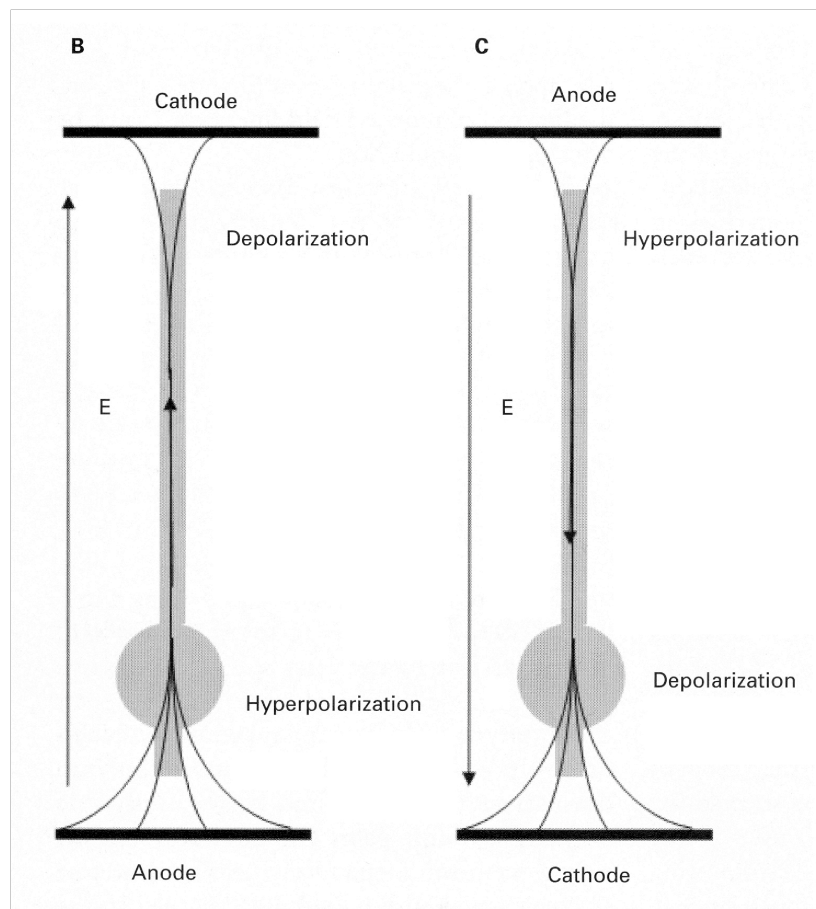 B
Cathode
Depolarization
E
Hyperpolarization
Anode
C
Anode
Hyperpolarization
E
Depolarization
Cathode